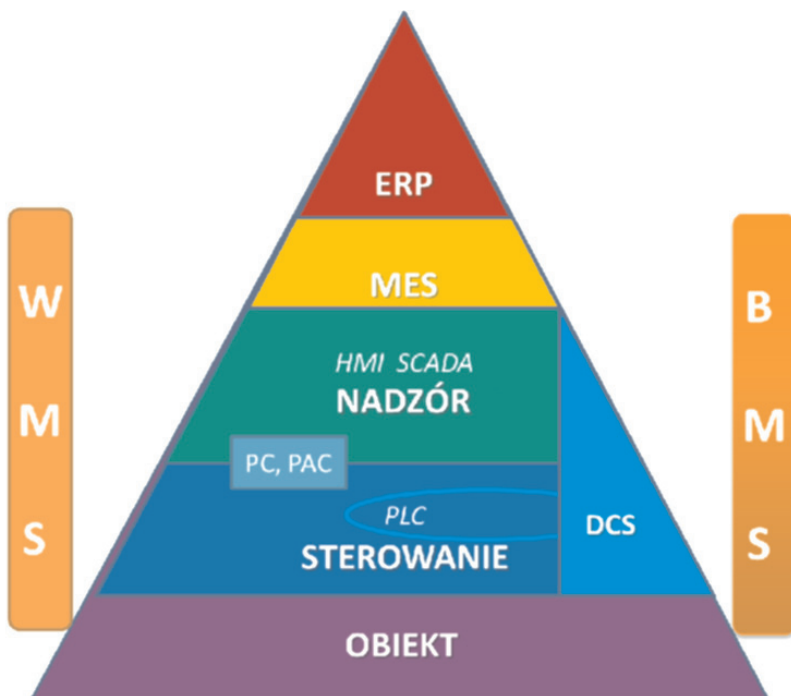 ERP
MES
HMI SCADA
NADZÓR
PC, PAC
PLC
STEROWANIE
DCS
OBIEKT
W
M
S
B
M
S